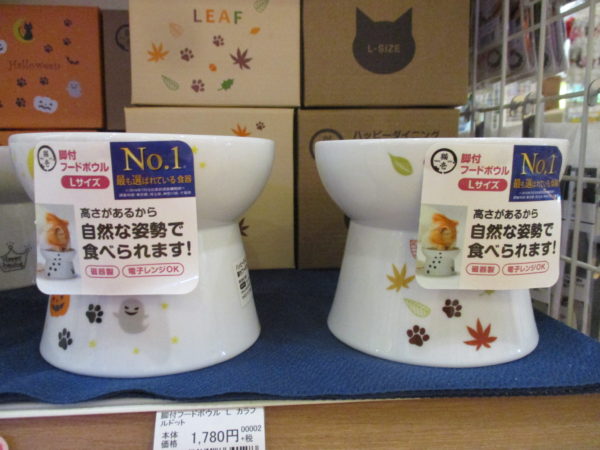 Halloween
LEAF
L-SIZE
ハッピーダイニング
脚付
フードボウル
Lサイズ
No.1
最も選ばれている食器
高さがあるから
自然な姿勢で
食べられます!
磁器製
電子レンジOK
脚付
フードボウル
Lサイズ
No.1
最も選ばれている食器
高さがあるから
自然な姿勢で
食べられます!
磁器製
電子レンジOK
脚付フードボウル L カラフ
ルドット
本体
価格
1,780円
00002
+税